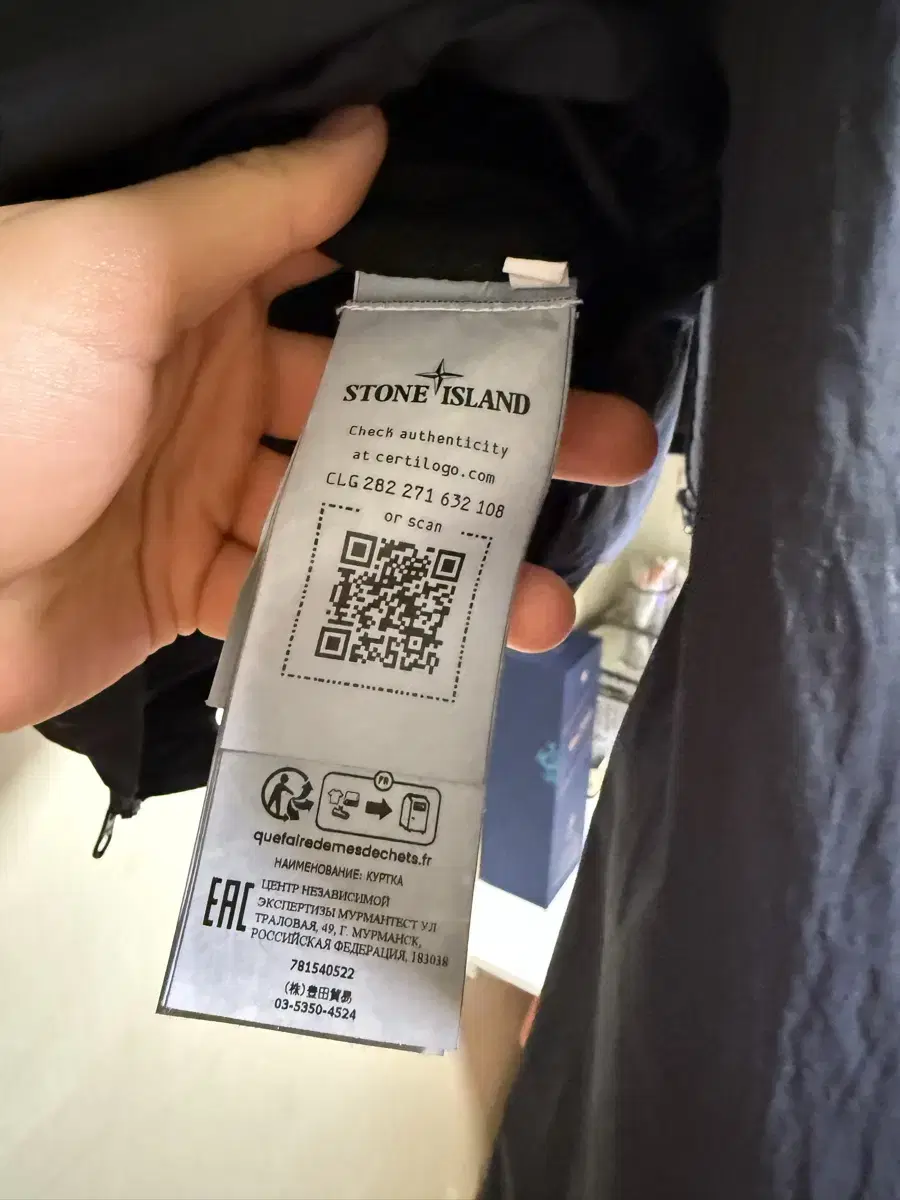 STONE ISLAND
Check authenticity
at certilogo.com
CLG 282 271 632 108
or scan
FR
quefairedemesdechets.fr
НАИМЕНОВАНИЕ: КУРТКА
EAC
ЦЕНТР НЕЗАВИСИМОЙ
ЭКСПЕРТИЗЫ МУРМАНТЕСТ УЛ
ТРАЛОВАЯ, 49, Г. МУРМАНСК,
РОССИЙСКАЯ ФЕДЕРАЦИЯ, 183038
781540522
(株)豊田貿易
03-5350-4524